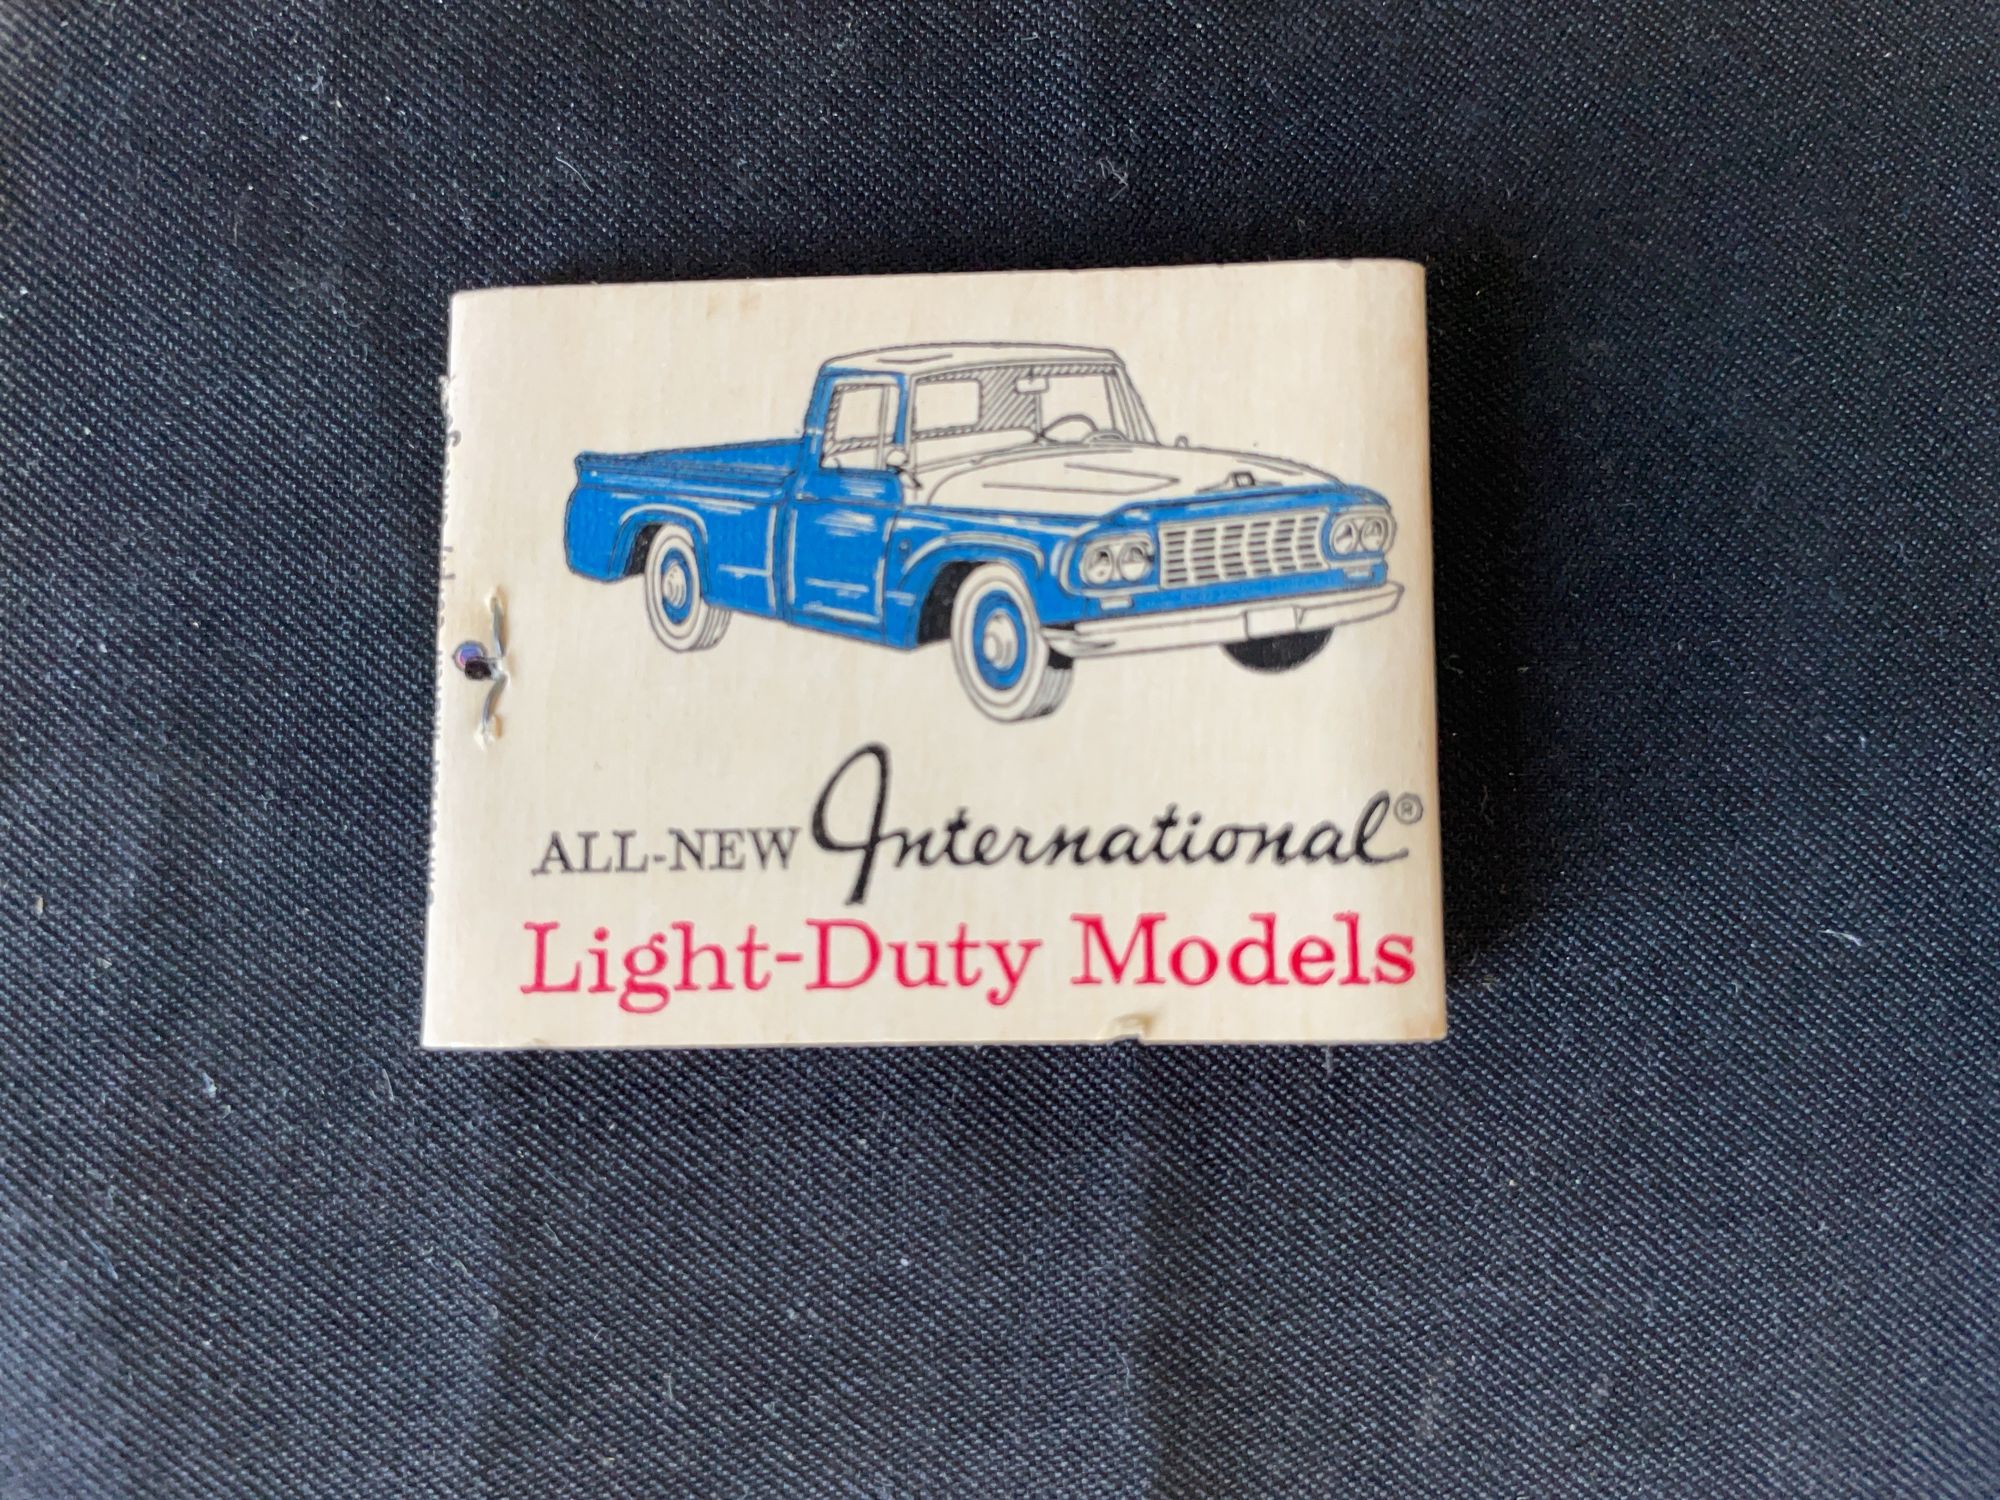 ALL-NEW International®
Light-Duty Models